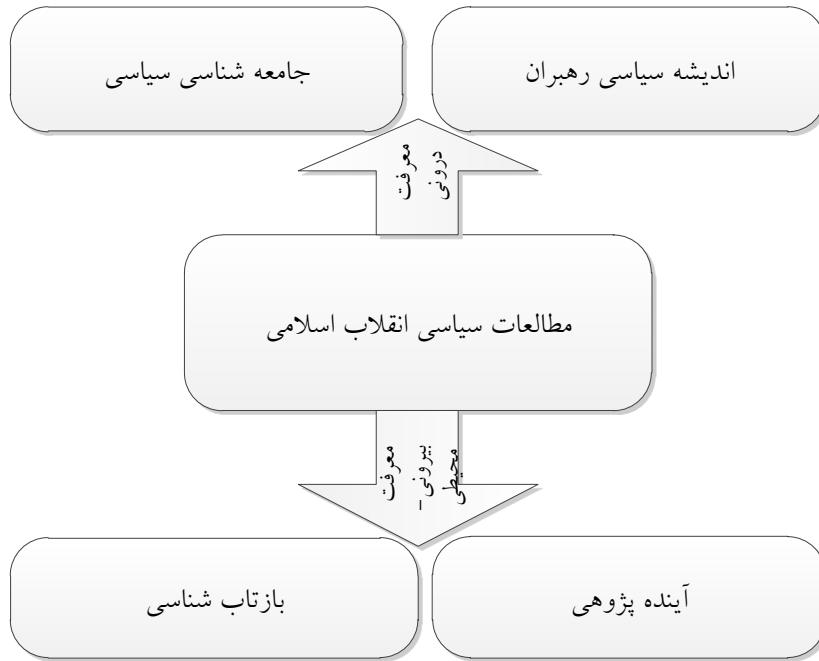 اندیشه سیاسی رهبران
جامعه شناسی سیاسی
معرفت
درونی
مطالعات سیاسی انقلاب اسلامی
معرفت
بیرونی –
محیطی
آینده پژوهی
بازتاب شناسی